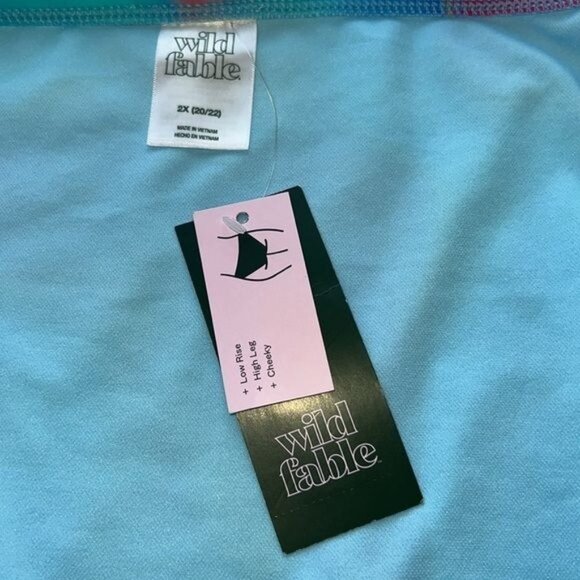 wild
fable
2X (20/22)
MADE IN VIETNAM
HECHO EN VIETNAM
+ Low Rise
+ High Leg
+ Cheeky
wild
fable